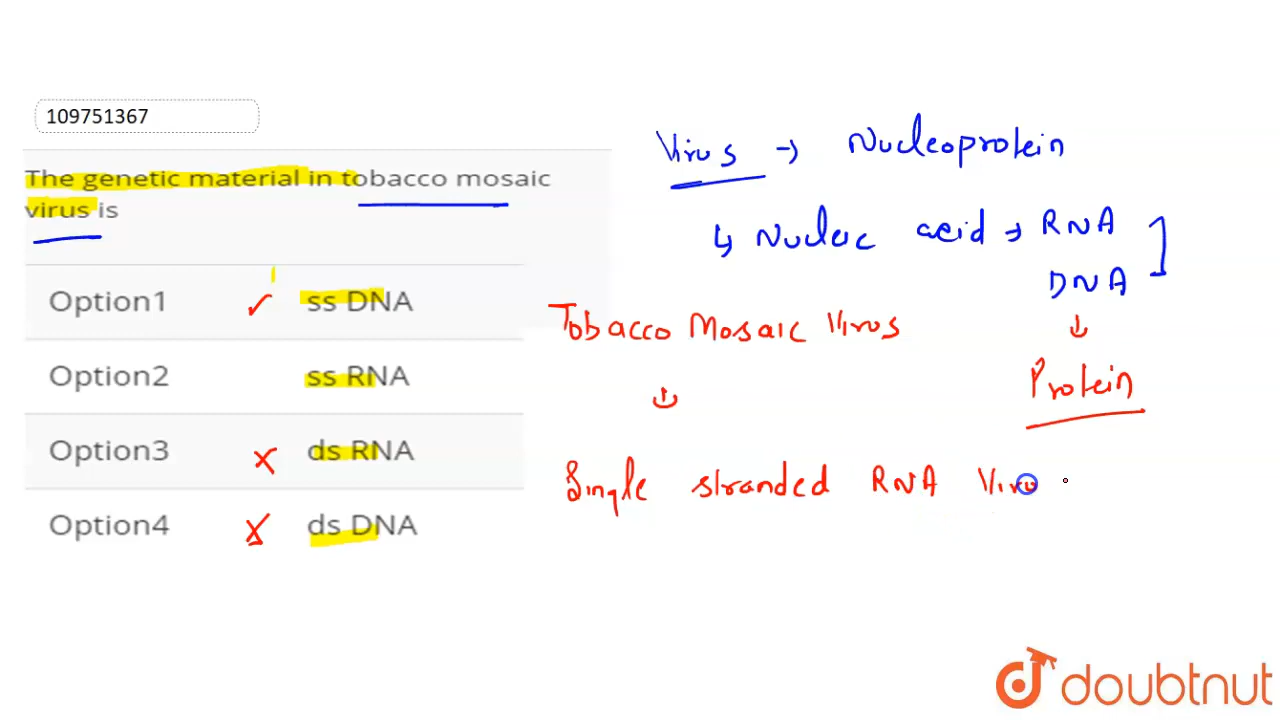 109751367
The genetic material in tobacco mosaic
virus is
Option1 ss DNA
Option2 ss RNA
Option3 ds RNA
Option4 ds DNA
Virus → Nucleoprotein
↳ Nucleic acid → RNA
DNA
↓
Protein
Tobacco Mosaic Virus
↓
Single stranded RNA Viru
doubtnut